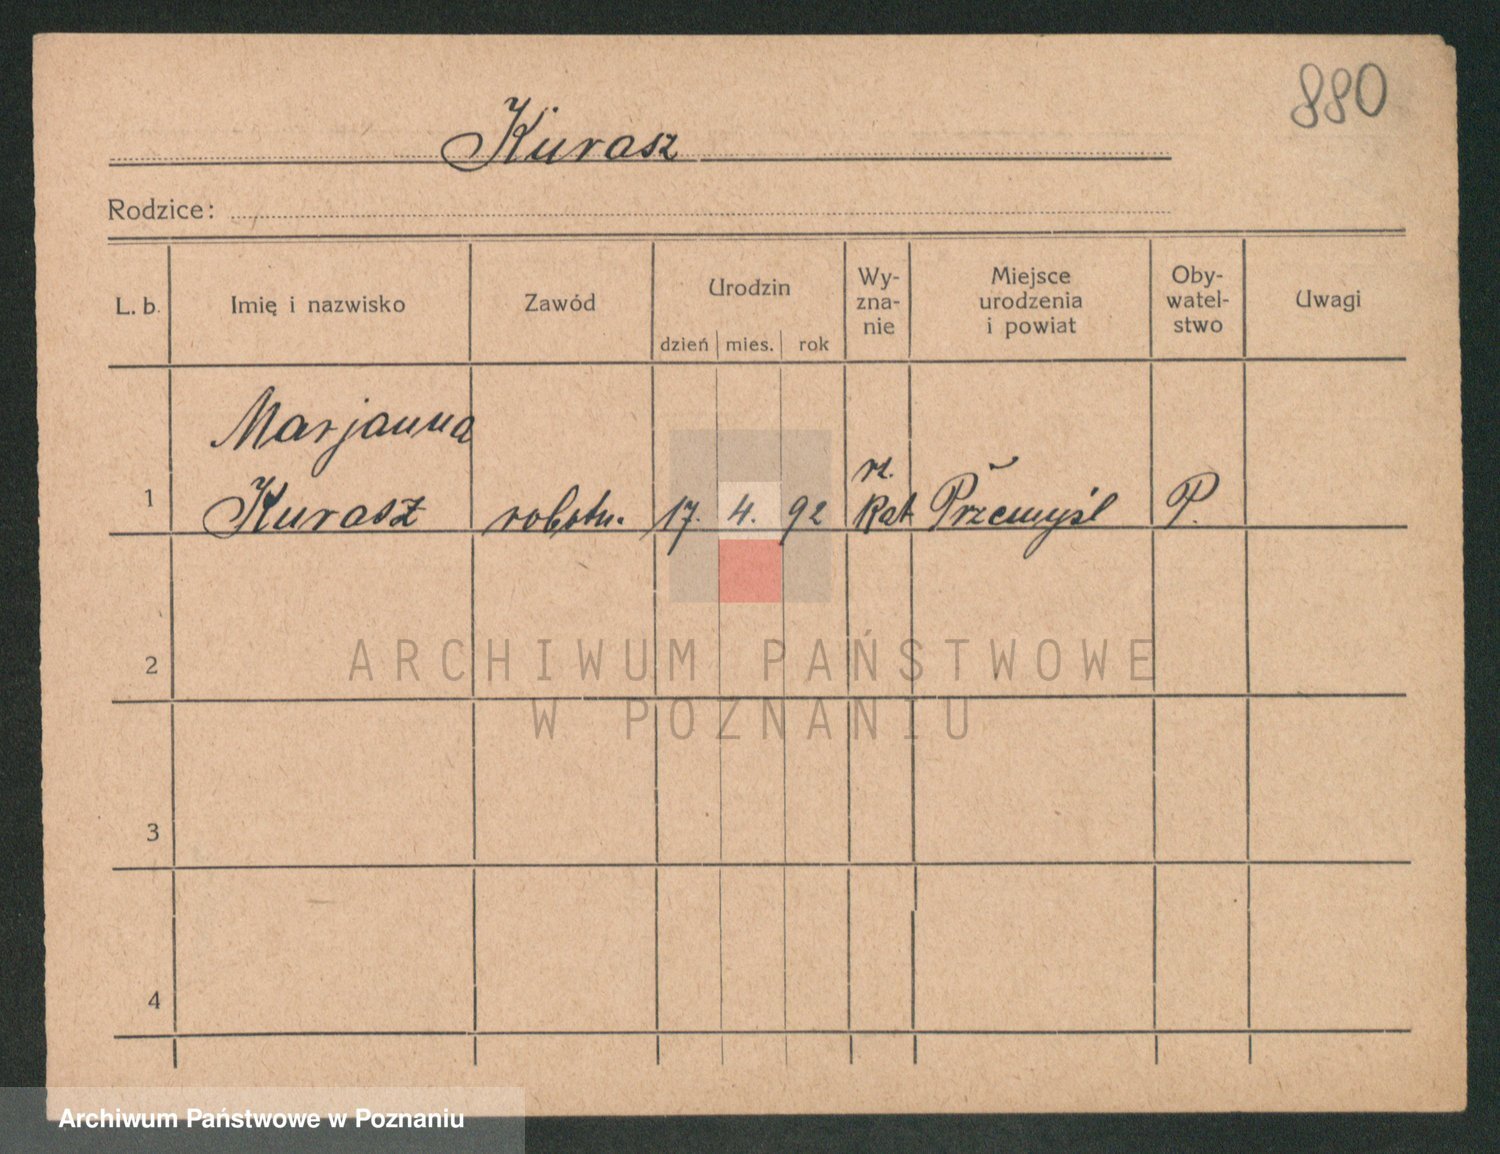 880
Kurasz
Rodzice:
L. b. Imię i nazwisko Zawód Urodzin dzień mies. rok Wy-zna-nie Miejsce urodzenia i powiat Oby-watel-stwo Uwagi
Marjanna
1 Kurasz robotn. 17. 4. 92 rz. Kat Przemyśl P.
2
3
4
ARCHIWUM PAŃSTWOWE
W POZNANIU
Archiwum Państwowe w Poznaniu